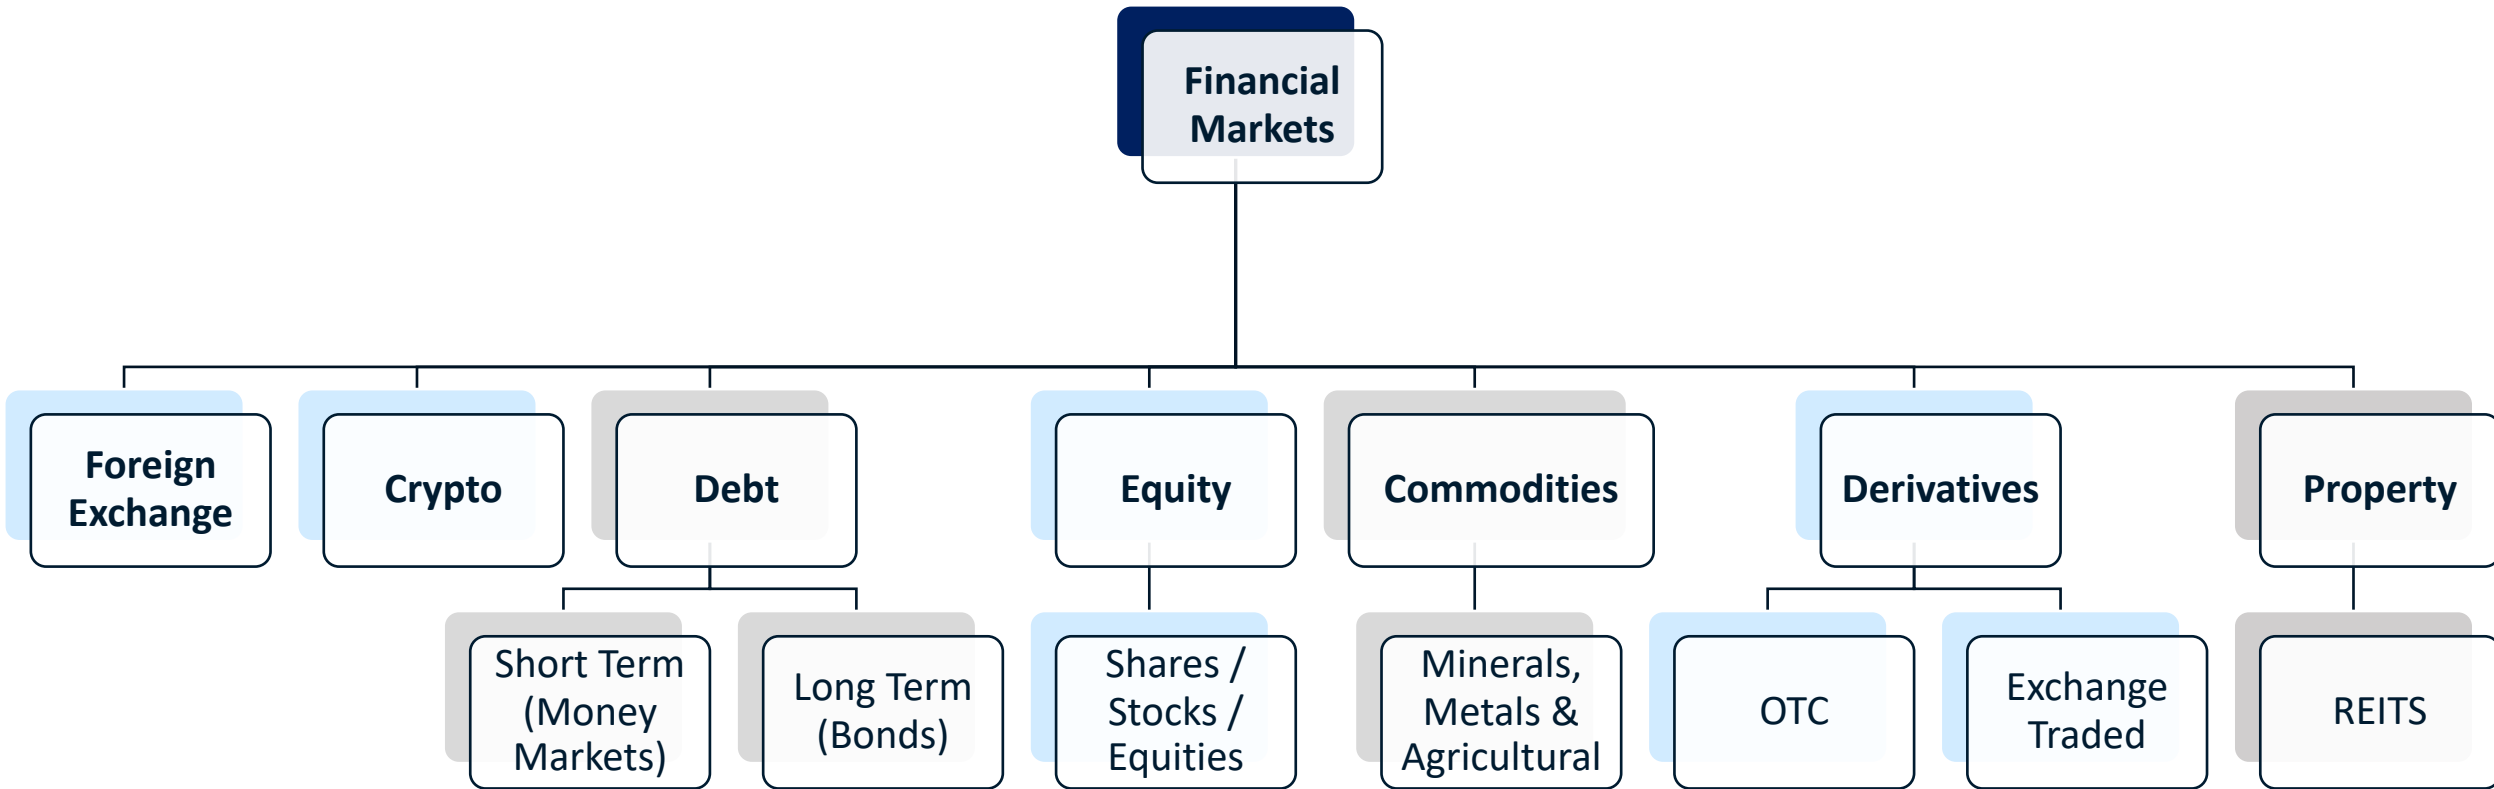 Financial
Markets
Foreign
Exchange
Crypto
Debt
Equity
Commodities
Derivatives
Property
Short Term
(Money
Markets)
Long Term
(Bonds)
Shares /
Stocks /
Equities
Minerals,
Metals &
Agricultural
OTC
Exchange
Traded
REITS